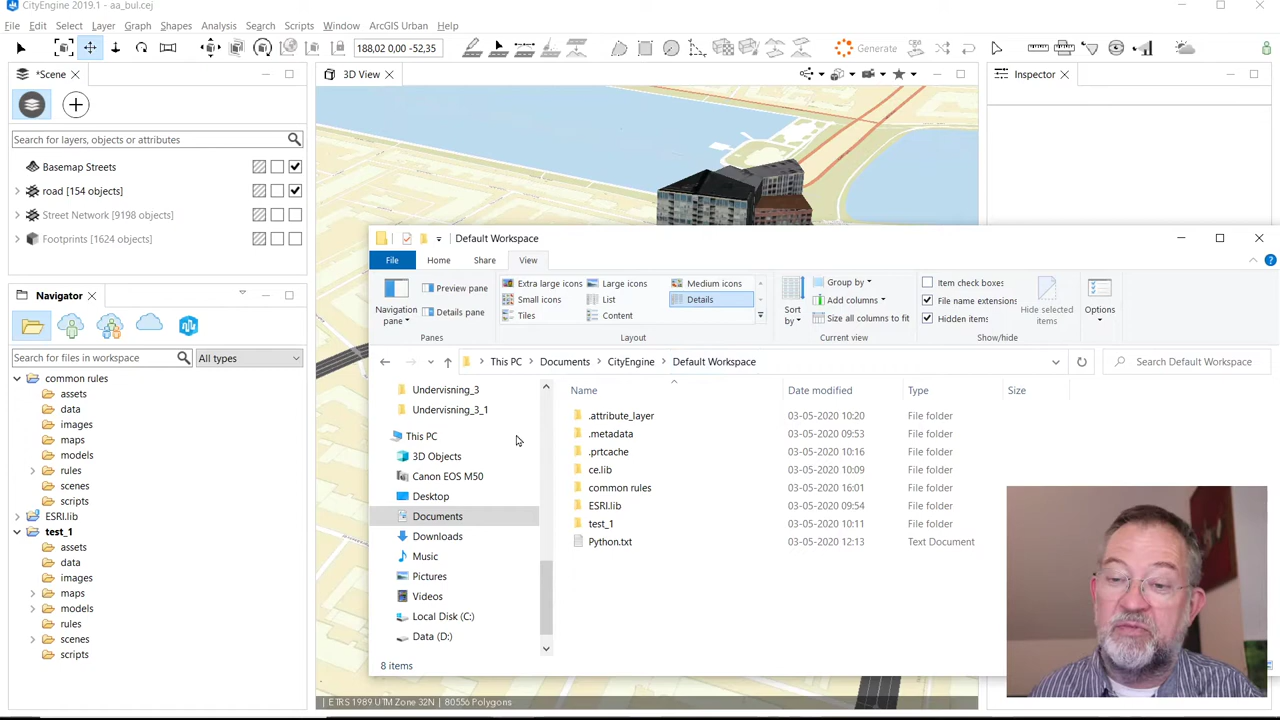 CityEngine 2019.1 - aa_bul.cej
File Edit Select Layer Graph Shapes Analysis Search Scripts Window ArcGIS Urban Help
188,02 0,00 -52,35
Generate
*Scene
3D View
Inspector
Search for layers, objects or attributes
Basemap Streets
road [154 objects]
Street Network [9198 objects]
Footprints [1624 objects]
Navigator
Search for files in workspace
All types
common rules
assets
data
images
maps
models
rules
scenes
scripts
ESRI.lib
test_1
assets
data
images
maps
models
rules
scenes
scripts
Default Workspace
File Home Share View
Navigation pane
Preview pane
Details pane
Panes
Extra large icons Large icons Medium icons
Small icons List Details
Tiles Content
Layout
Sort by
Group by
Add columns
Size all columns to fit
Current view
Item check boxes
File name extensions
Hidden items
Hide selected items
Show/hide
Options
This PC Documents CityEngine Default Workspace
Search Default Workspace
Undervisning_3
Undervisning_3_1
This PC
3D Objects
Canon EOS M50
Desktop
Documents
Downloads
Music
Pictures
Videos
Local Disk (C:)
Data (D:)
Name Date modified Type Size
.attribute_layer 03-05-2020 10:20 File folder
.metadata 03-05-2020 09:53 File folder
.prtcache 03-05-2020 10:16 File folder
ce.lib 03-05-2020 10:09 File folder
common rules 03-05-2020 16:01 File folder
ESRI.lib 03-05-2020 09:54 File folder
test_1 03-05-2020 10:11 File folder
Python.txt 03-05-2020 12:13 Text Document
8 items
| ETRS 1989 UTM Zone 32N | 80556 Polygons